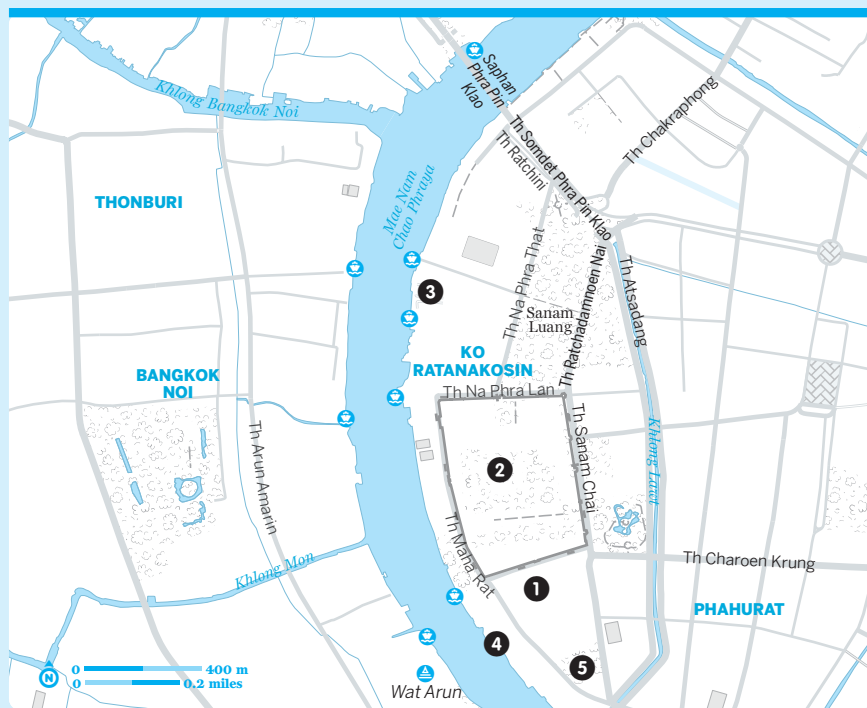 Khlong Bangkok Noi
Saphan
Phra Pin
Klao
Th Chakraphong
Th Somdet Phra Pin Klao
Th Ratchini
THONBURI
Mae Nam
Chao Phraya
Th Na Phra That
Th Ratchadamnoen Nai
Th Atsadang
3
Sanam
Luang
KO
RATANAKOSIN
BANGKOK
NOI
Th Na Phra Lan
Th Arun Amarin
Th Sanam Chai
Khlong Lawt
2
Th Maha Rat
Khlong Mon
Th Charoen Krung
1
PHAHURAT
4
5
N
0 400 m
0 0.2 miles
Wat Arun